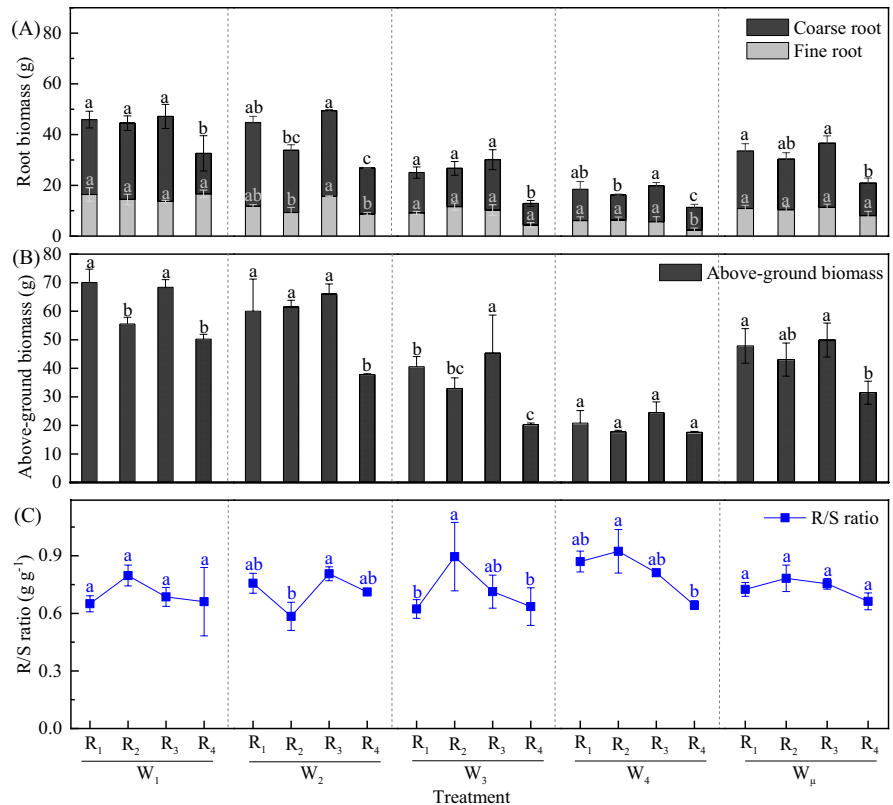 (A)
Root biomass (g)
80
60
40
20
0
Coarse root
Fine root
a a a b
a a a a
ab bc a c
ab b a b
a a a b
a a a a
ab b a c
a a a b
a ab a b
a a a a
(B)
Above-ground biomass (g)
80
70
60
50
40
30
20
10
0
Above-ground biomass
a b a b
a a a b
b bc a c
a a a a
a ab a b
(C)
R/S ratio (g g⁻¹)
0.9
0.6
0.3
0.0
R/S ratio
a a a a
ab b a ab
b a ab b
ab a ab b
a a a a
R₁ R₂ R₃ R₄ R₁ R₂ R₃ R₄ R₁ R₂ R₃ R₄ R₁ R₂ R₃ R₄ R₁ R₂ R₃ R₄
W₁ W₂ W₃ W₄ Wμ
Treatment